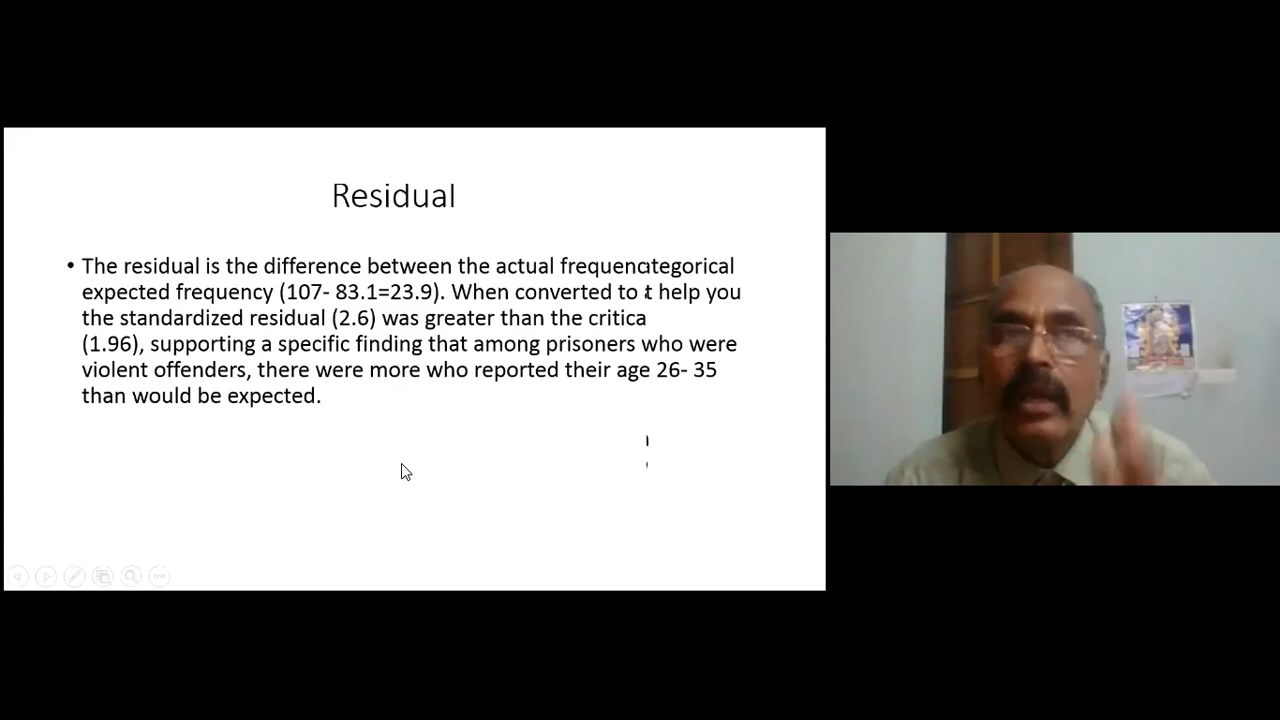 Residual
• The residual is the difference between the actual frequenategorical
expected frequency (107- 83.1=23.9). When converted to t help you
the standardized residual (2.6) was greater than the critica
(1.96), supporting a specific finding that among prisoners who were
violent offenders, there were more who reported their age 26- 35
than would be expected.